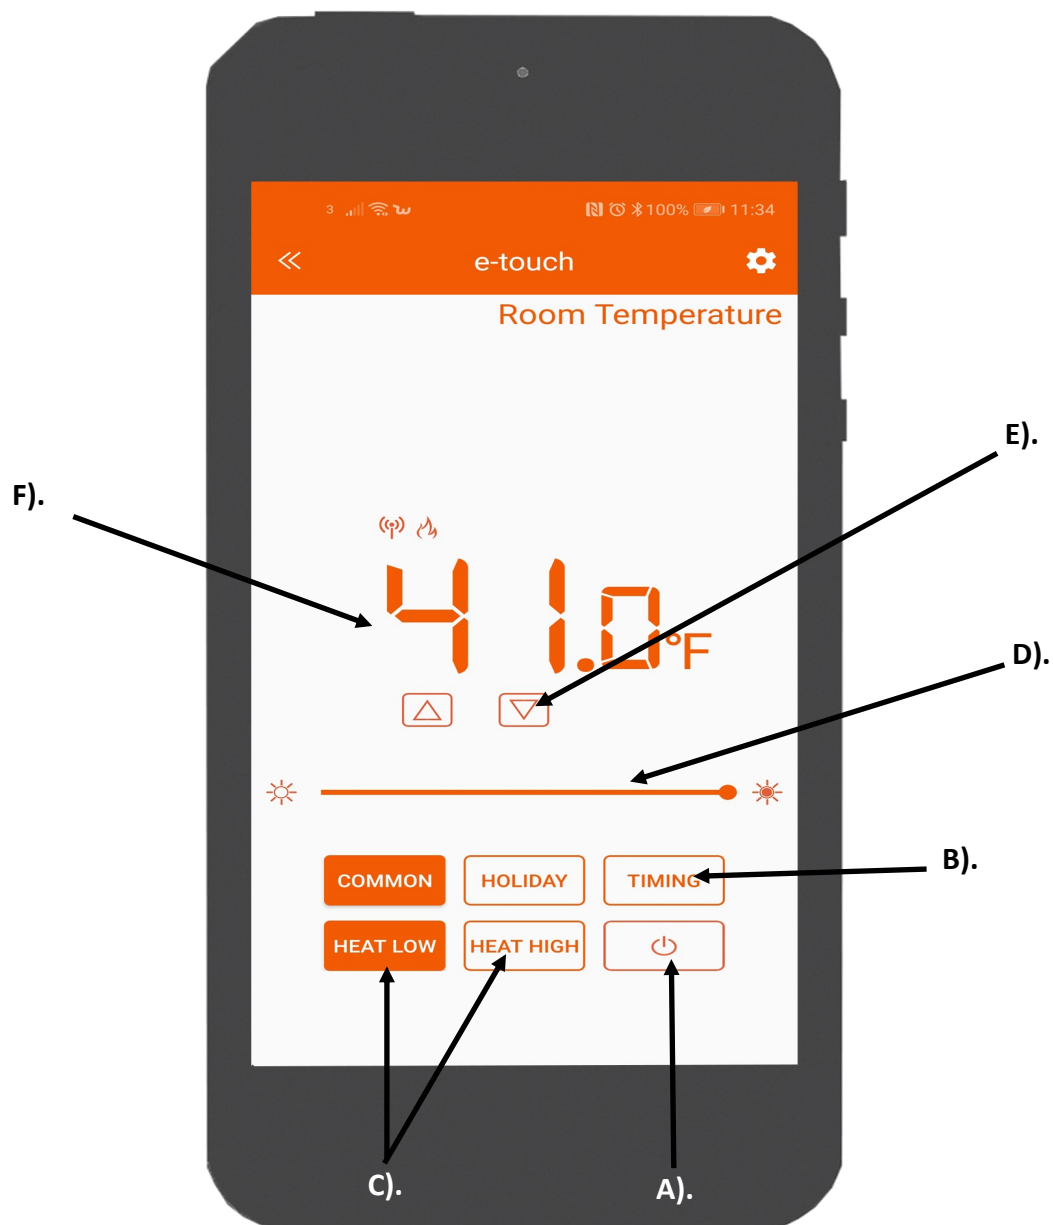 3 100% 11:34
e-touch
Room Temperature
E).
F).
41.0°F
D).
COMMON HOLIDAY TIMING
B).
HEAT LOW HEAT HIGH
C). A).